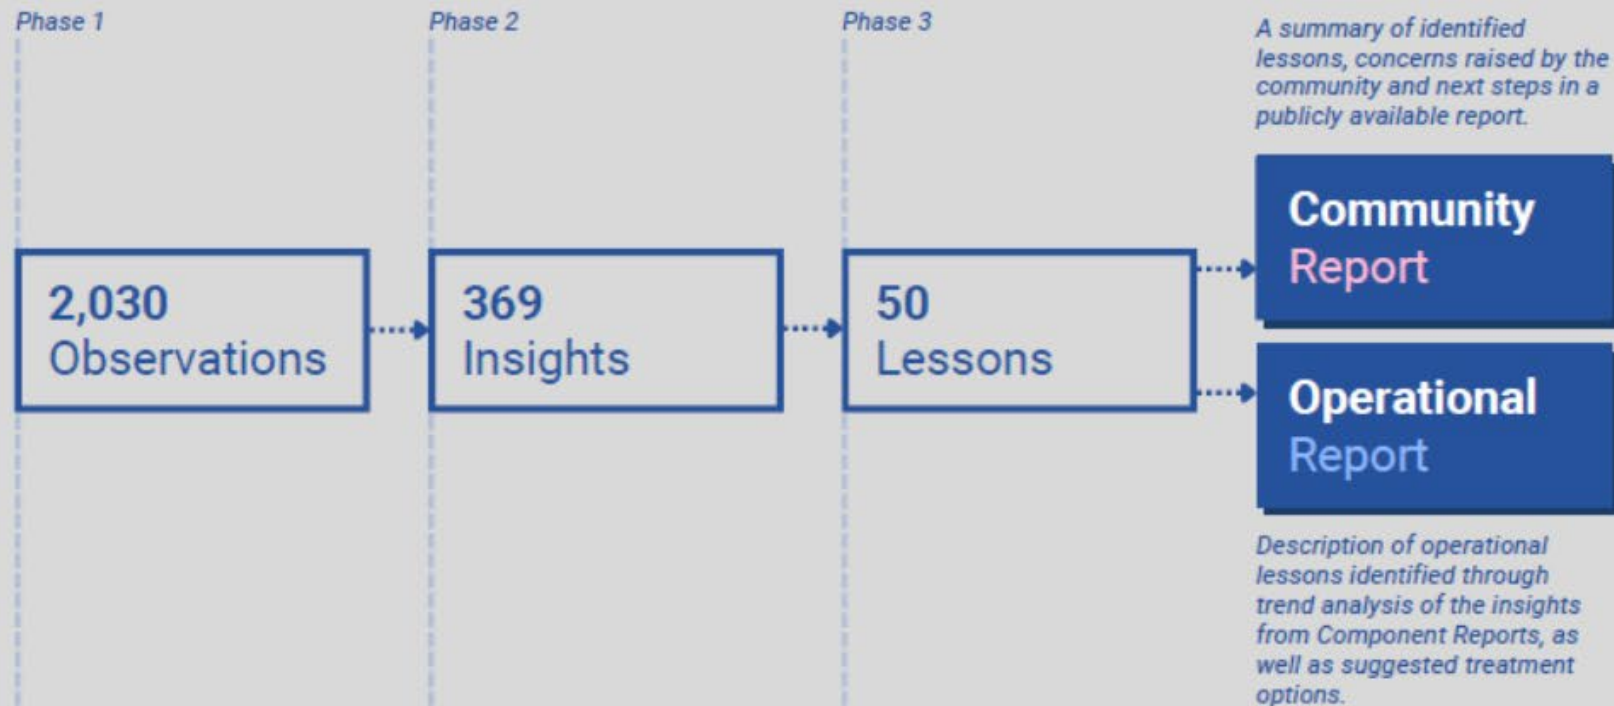 Phase 1
2,030
Observations
Phase 2
369
Insights
Phase 3
50
Lessons
A summary of identified
lessons, concerns raised by the
community and next steps in a
publicly available report.
Community
Report
Operational
Report
Description of operational
lessons identified through
trend analysis of the insights
from Component Reports, as
well as suggested treatment
options.